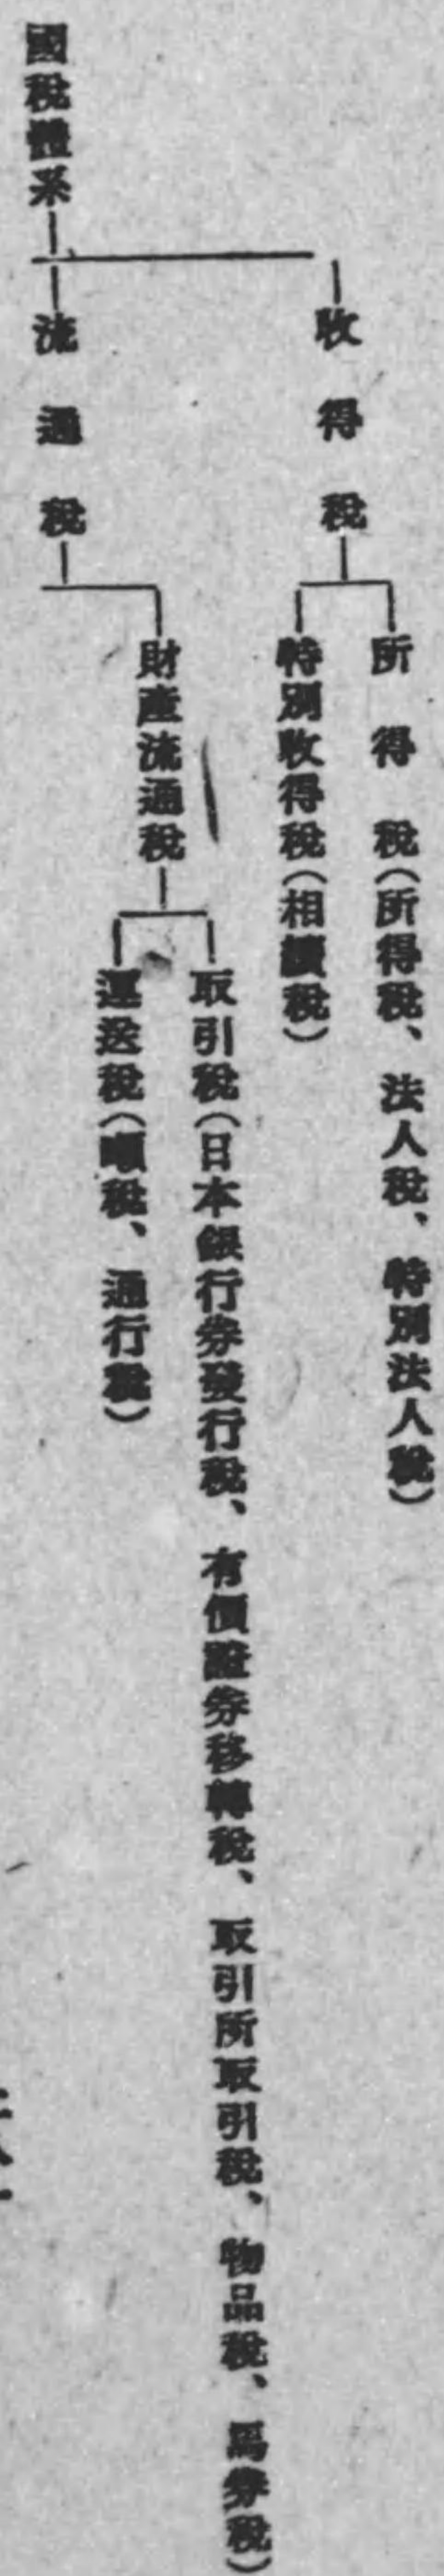 收得稅
所得稅(所得稅、法人稅、特別法人稅)
特別收得稅(相續稅)
國稅體系
流通稅
財產流通稅
取引稅(日本銀行券發行稅、有價證券移轉稅、取引所取引稅、物品稅、馬券稅)
運送稅(噸稅、通行稅)